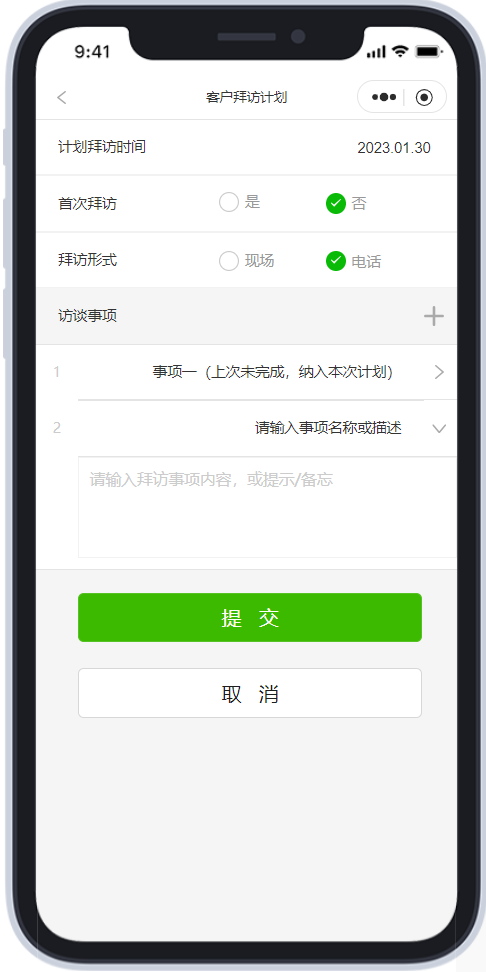 9:41
客户拜访计划
计划拜访时间 2023.01.30
首次拜访 是 否
拜访形式 现场 电话
访谈事项
1 事项一（上次未完成，纳入本次计划）
2 请输入事项名称或描述
请输入拜访事项内容，或提示/备忘
提 交
取 消